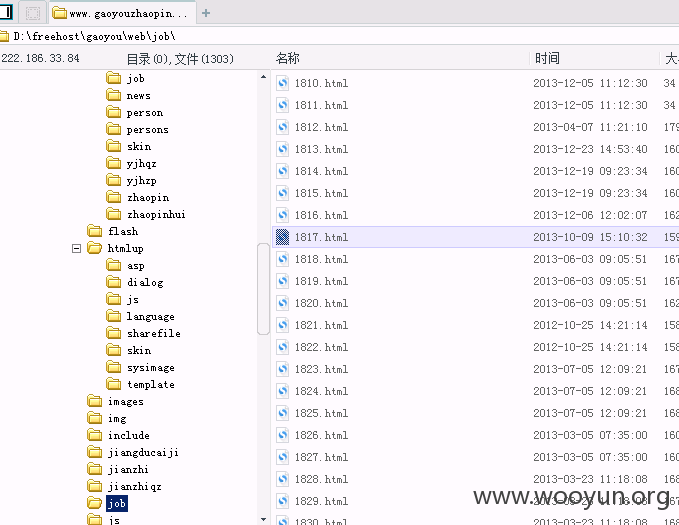 www.gaoyouzhaopin...
D:\freehost\gaoyou\web\job\
222.186.33.84
目录(0),文件(1303)
名称
时间
job
news
person
persons
skin
yjhqz
yjhzp
zhaopin
zhaopinhui
flash
htmlup
asp
dialog
js
language
sharefile
skin
sysimage
template
images
img
include
jiangducaiji
jianzhi
jianzhiqz
job
js
1810.html 2013-12-05 11:12:30 34
1811.html 2013-12-05 11:12:30 34
1812.html 2013-04-07 11:21:10 179
1813.html 2013-12-23 14:53:40 160
1814.html 2013-12-19 09:23:34 160
1815.html 2013-12-19 09:23:34 160
1816.html 2013-12-06 12:02:07 162
1817.html 2013-10-09 15:10:32 159
1818.html 2013-06-03 09:05:51 167
1819.html 2013-06-03 09:05:51 167
1820.html 2013-06-03 09:05:51 162
1821.html 2012-10-25 14:21:14 158
1822.html 2012-10-25 14:21:14 158
1823.html 2013-07-05 12:09:21 167
1824.html 2013-07-05 12:09:21 168
1825.html 2013-07-05 12:09:21 168
1826.html 2013-03-05 07:35:00 160
1827.html 2013-03-05 07:35:00 160
1828.html 2013-03-23 11:18:08 168
1829.html
1830.html 2013-03-23 11:18:08 168
www.wooyun.org